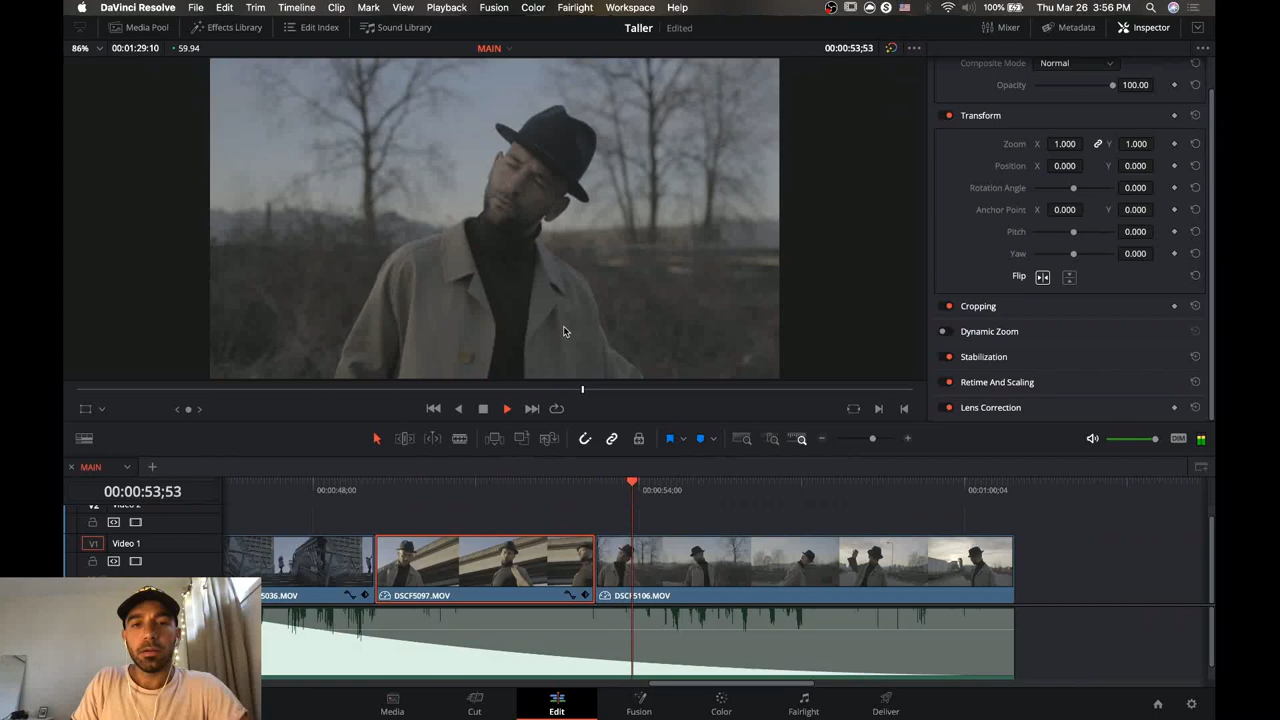 DaVinci Resolve File Edit Trim Timeline Clip Mark View Playback Fusion Color Fairlight Workspace Help 100% Thu Mar 26 3:56 PM
Media Pool Effects Library Edit Index Sound Library Taller Edited Mixer Metadata Inspector
86% 00:01:29:10 59.94 MAIN 00:00:53;53
Composite Mode Normal
Opacity 100.00
Transform
Zoom X 1.000 Y 1.000
Position X 0.000 Y 0.000
Rotation Angle 0.000
Anchor Point X 0.000 Y 0.000
Pitch 0.000
Yaw 0.000
Flip
Cropping
Dynamic Zoom
Stabilization
Retime And Scaling
Lens Correction
DIM
MAIN
00:00:53;53 00:00:48;00 00:00:54;00 00:01:00;04
V2 Video 2
V1 Video 1
5036.MOV DSCF5097.MOV DSCF5106.MOV
Media Cut Edit Fusion Color Fairlight Deliver